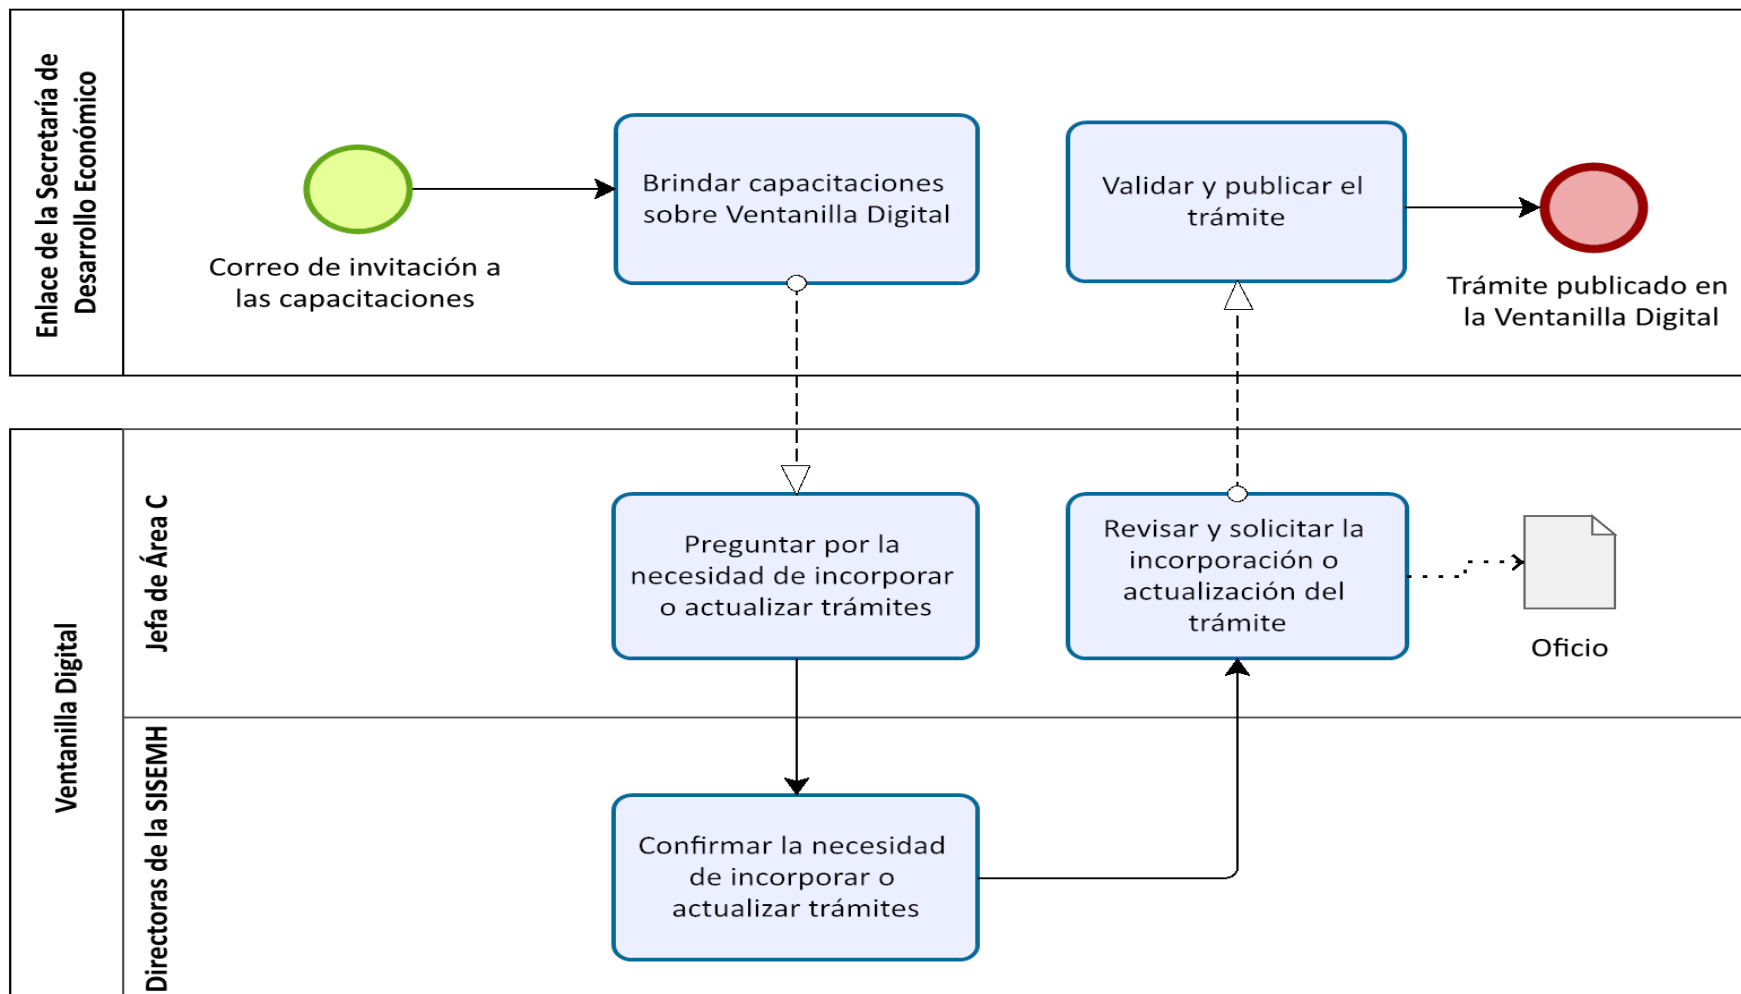 Enlace de la Secretaría de
Desarrollo Económico
Correo de invitación a
las capacitaciones
Brindar capacitaciones
sobre Ventanilla Digital
Validar y publicar el
trámite
Trámite publicado en
la Ventanilla Digital
Ventanilla Digital
Jefa de Área C
Preguntar por la
necesidad de incorporar
o actualizar trámites
Revisar y solicitar la
incorporación o
actualización del
trámite
Oficio
Directoras de la SISEMH
Confirmar la necesidad
de incorporar o
actualizar trámites